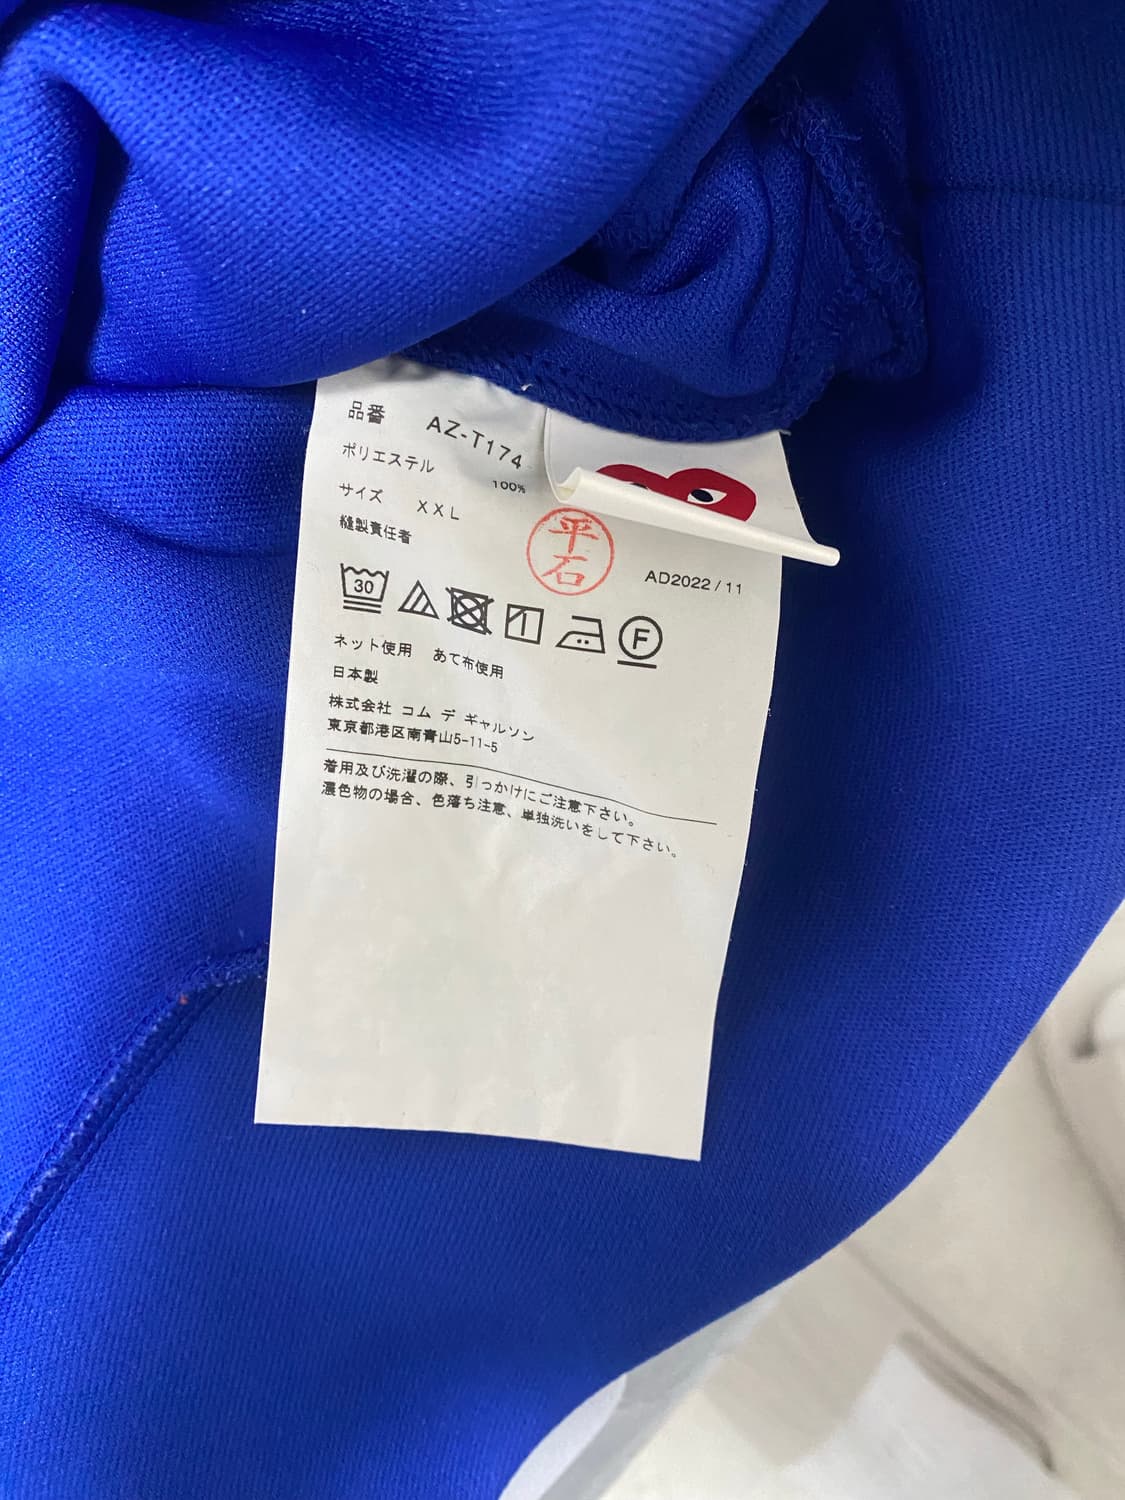 品番 AZ-T174
ポリエステル 100%
サイズ XXL
縫製責任者 平石 AD2022/11
30 F
ネット使用 あて布使用
日本製
株式会社 コム デ ギャルソン
東京都港区南青山5-11-5
着用及び洗濯の際、引っかけにご注意下さい。
濃色物の場合、色落ち注意、単独洗いをして下さい。